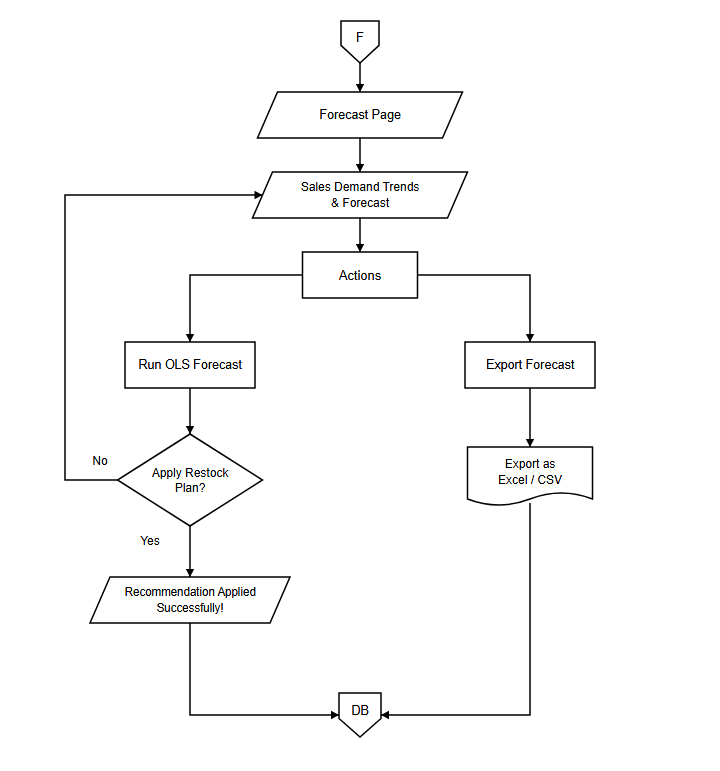 F
Forecast Page
Sales Demand Trends
& Forecast
Actions
Run OLS Forecast
Export Forecast
No
Apply Restock
Plan?
Export as
Excel / CSV
Yes
Recommendation Applied
Successfully!
DB